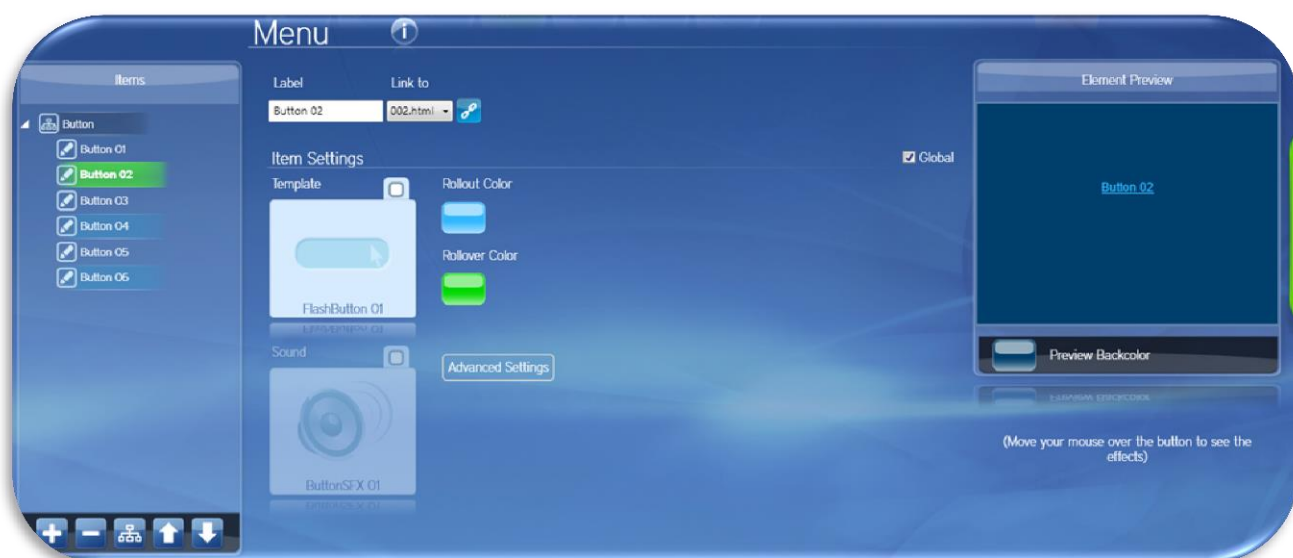 Menu
Items
Button
Button 01
Button 02
Button 03
Button 04
Button 05
Button 06
Label
Link to
Button 02
002.html
Item Settings
Global
Template
FlashButton 01
Rollout Color
Rollover Color
Sound
ButtonSFX 01
Advanced Settings
Element Preview
Button 02
Preview Backcolor
(Move your mouse over the button to see the
effects)